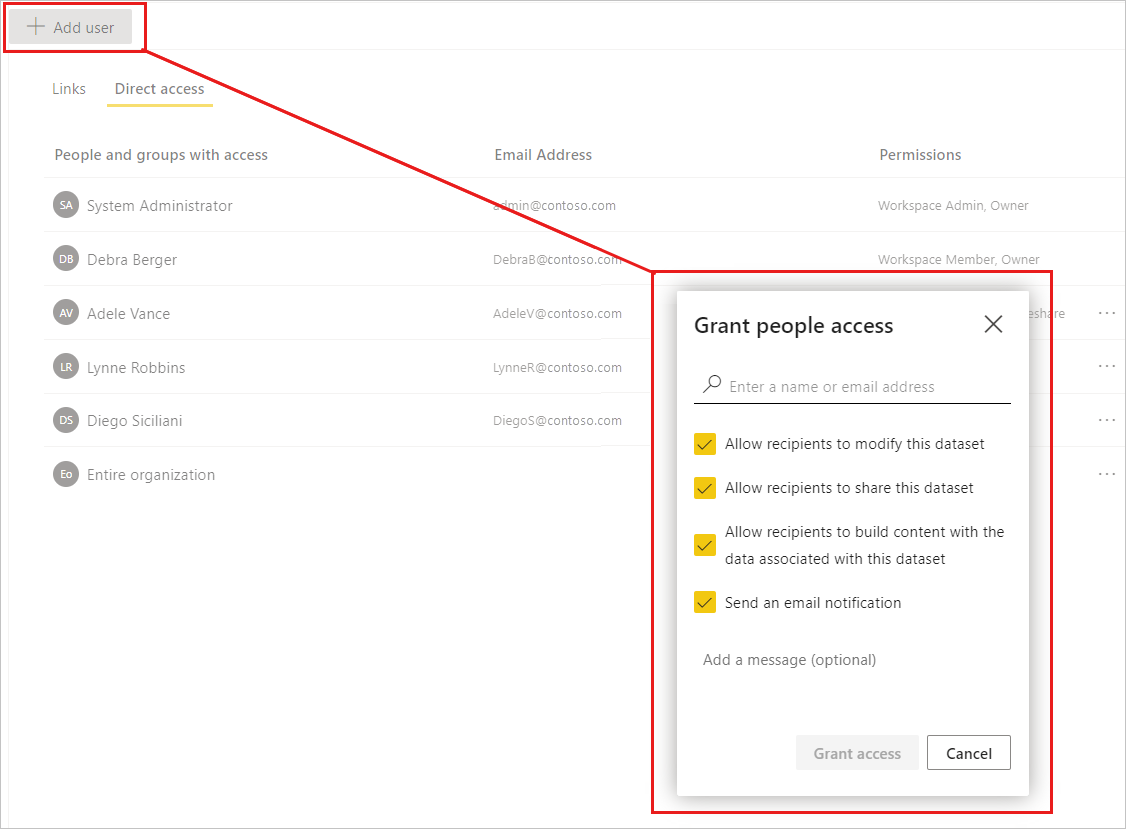 Add user
Links Direct access
People and groups with access Email Address Permissions
SA System Administrator admin@contoso.com Workspace Admin, Owner
DB Debra Berger DebraB@contoso.com Workspace Member, Owner
AV Adele Vance AdeleV@contoso.com
LR Lynne Robbins LynneR@contoso.com
DS Diego Siciliani DiegoS@contoso.com
Eo Entire organization
Grant people access
Enter a name or email address
Allow recipients to modify this dataset
Allow recipients to share this dataset
Allow recipients to build content with the
data associated with this dataset
Send an email notification
Add a message (optional)
Grant access Cancel